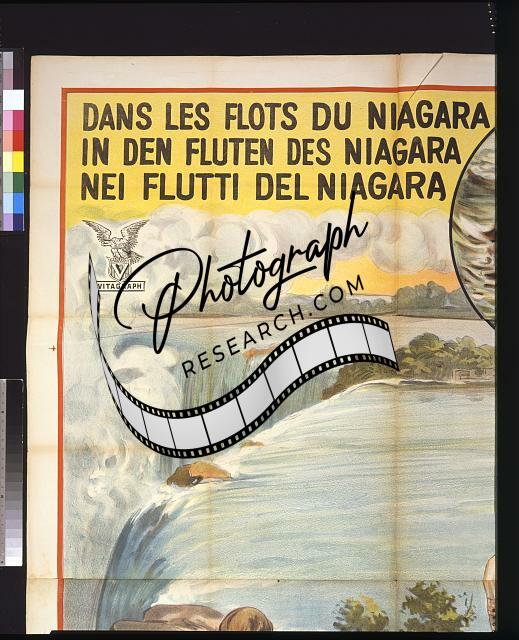 DANS LES FLOTS DU NIAGARA
IN DEN FLUTEN DES NIAGARA
NEI FLUTTI DEL NIAGARA
VITAGRAPH
Photograph
RESEARCH.COM